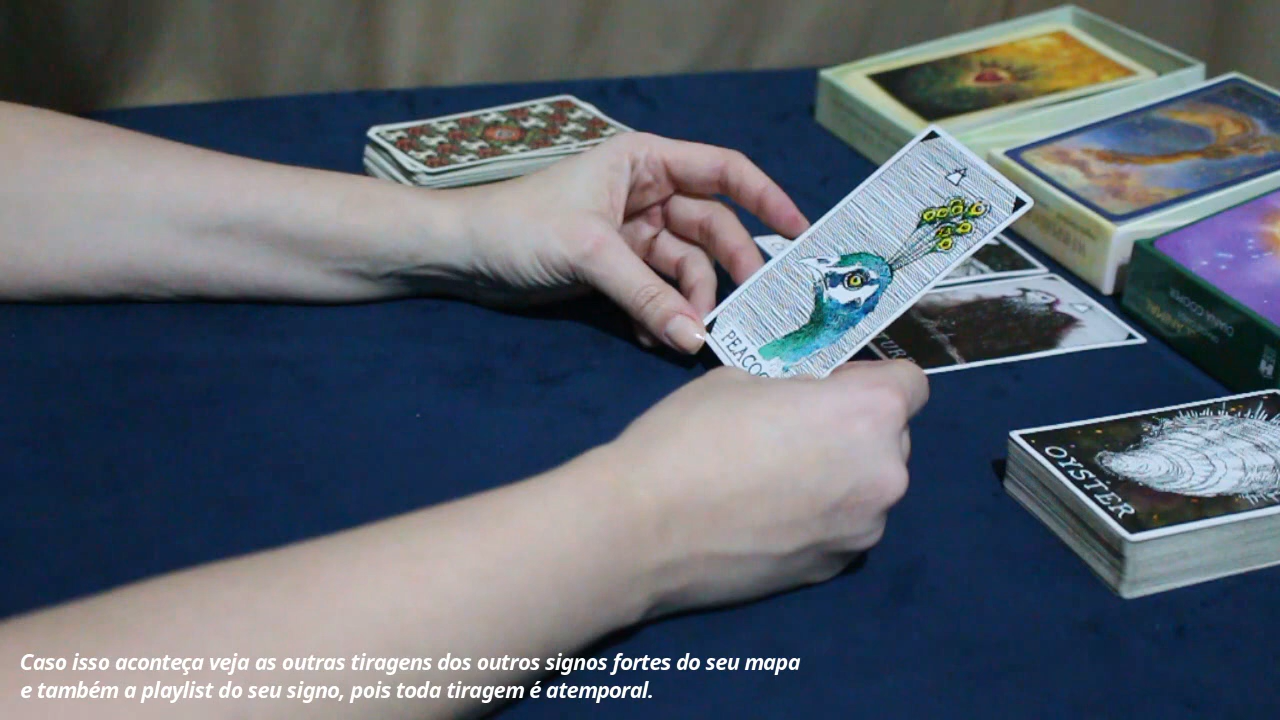 PEACOC
OYSTER
Caso isso aconteça veja as outras tiragens dos outros signos fortes do seu mapa
e também a playlist do seu signo, pois toda tiragem é atemporal.